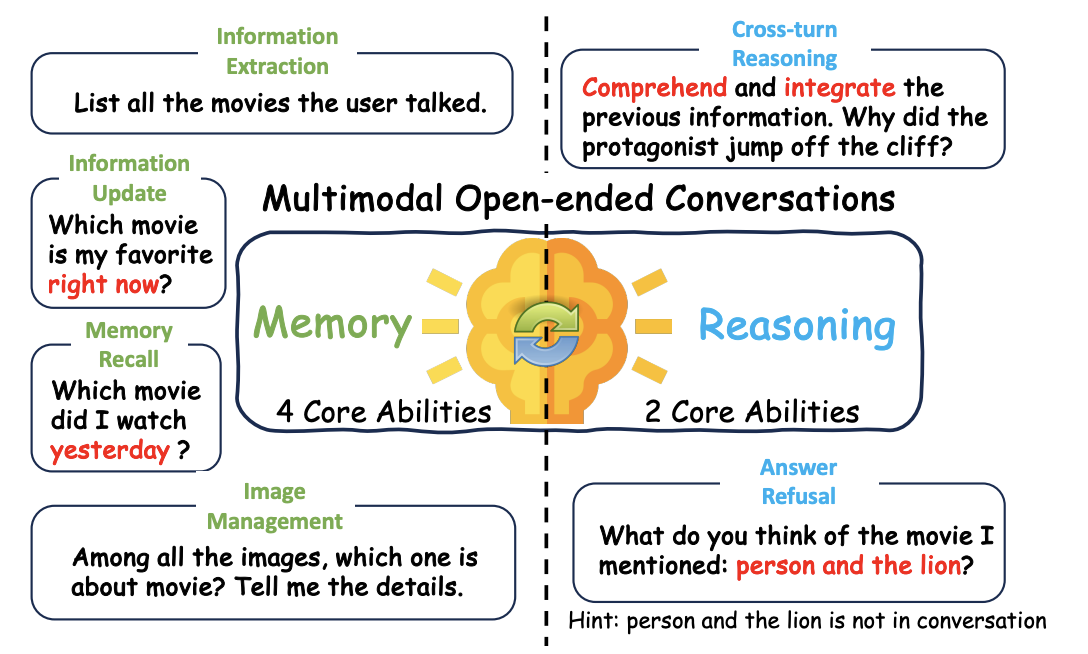 Information
Extraction
List all the movies the user talked.
Information
Update
Which movie
is my favorite
right now?
Memory
Recall
Which movie
did I watch
yesterday ?
Image
Management
Among all the images, which one is
about movie? Tell me the details.
Multimodal Open-ended Conversations
Memory
4 Core Abilities
Reasoning
2 Core Abilities
Cross-turn
Reasoning
Comprehend and integrate the
previous information. Why did the
protagonist jump off the cliff?
Answer
Refusal
What do you think of the movie I
mentioned: person and the lion?
Hint: person and the lion is not in conversation